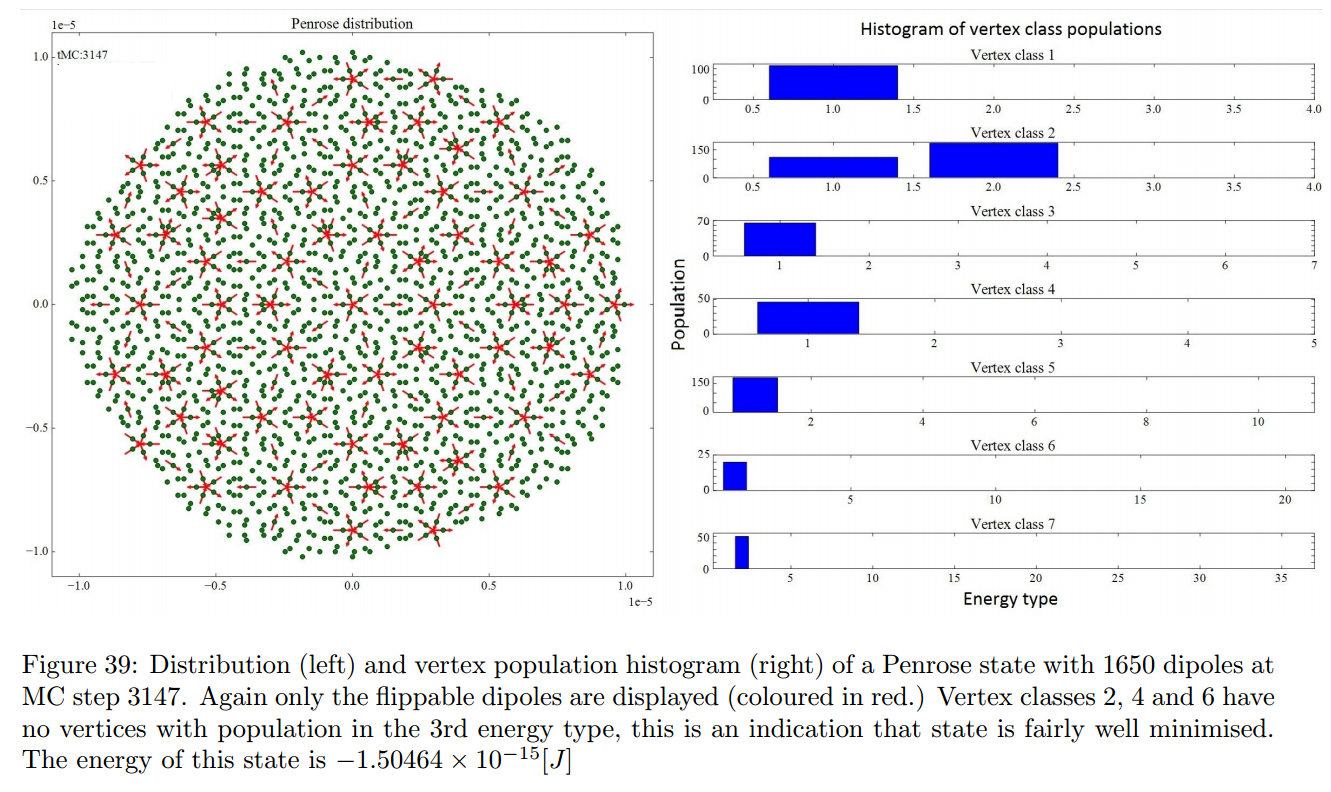 Penrose distribution
1e−5
tMC:3147
1.0
0.5
0.0
−0.5
−1.0
−1.0 −0.5 0.0 0.5 1.0
1e−5
Histogram of vertex class populations
Population
Vertex class 1
100
0
0.5 1.0 1.5 2.0 2.5 3.0 3.5 4.0
Vertex class 2
150
0
0.5 1.0 1.5 2.0 2.5 3.0 3.5 4.0
Vertex class 3
70
0
1 2 3 4 5 6 7
Vertex class 4
50
0
1 2 3 4 5
Vertex class 5
150
0
2 4 6 8 10
Vertex class 6
25
0
5 10 15 20
Vertex class 7
50
0
5 10 15 20 25 30 35
Energy type
Figure 39: Distribution (left) and vertex population histogram (right) of a Penrose state with 1650 dipoles at
MC step 3147. Again only the flippable dipoles are displayed (coloured in red.) Vertex classes 2, 4 and 6 have
no vertices with population in the 3rd energy type, this is an indication that state is fairly well minimised.
The energy of this state is −1.50464 × 10⁻¹⁵[J]